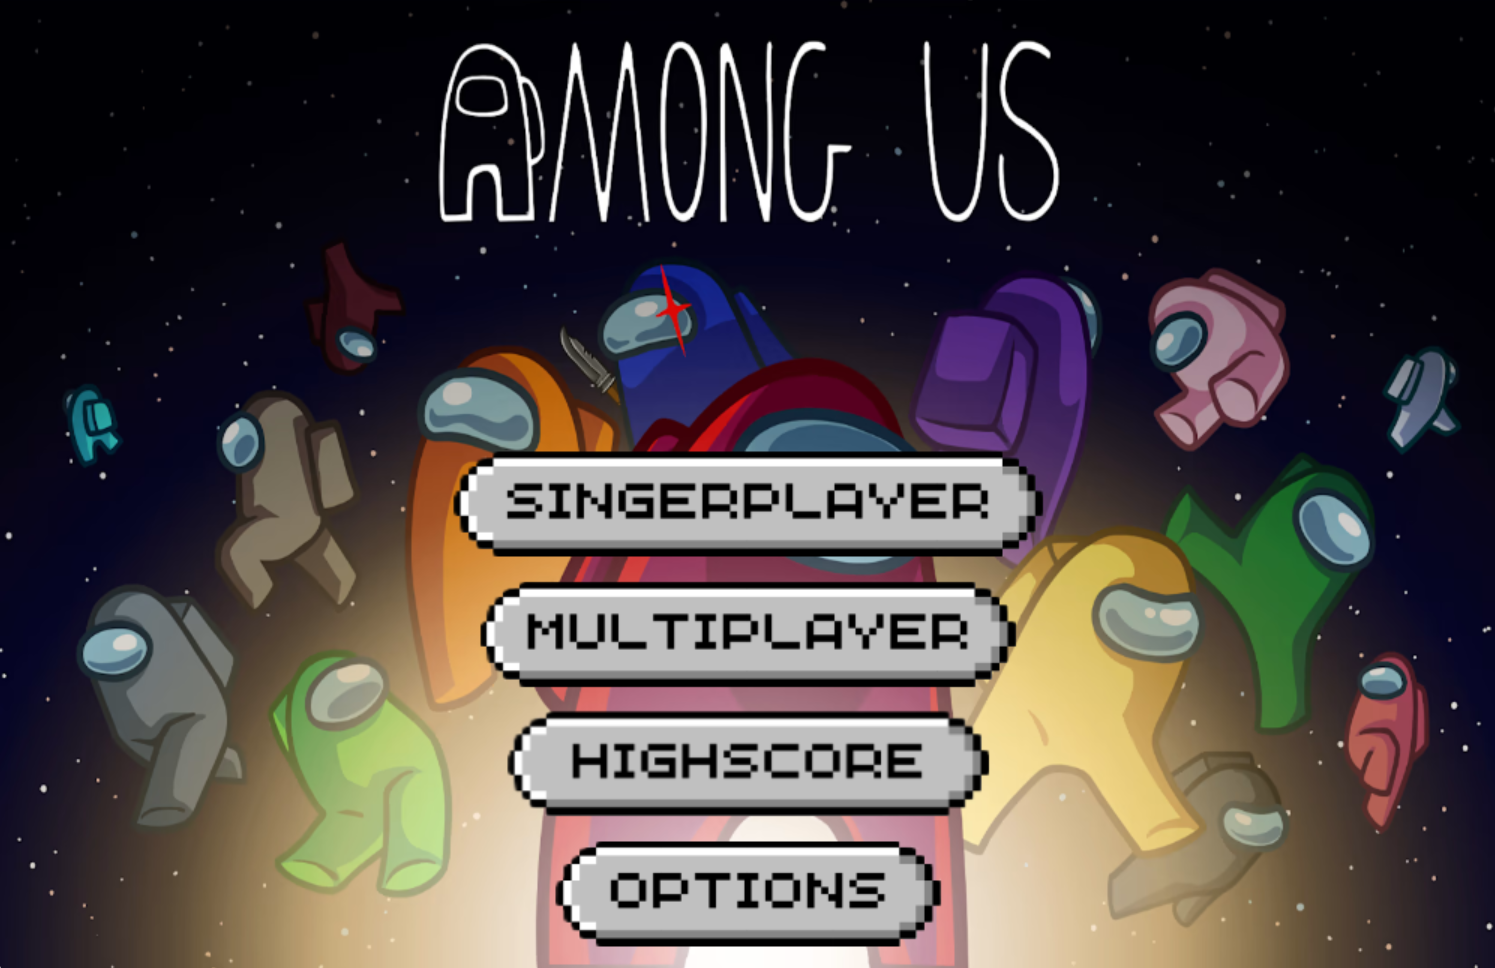 AMONG US
SINGERPLAYER
MULTIPLAYER
HIGHSCORE
OPTIONS